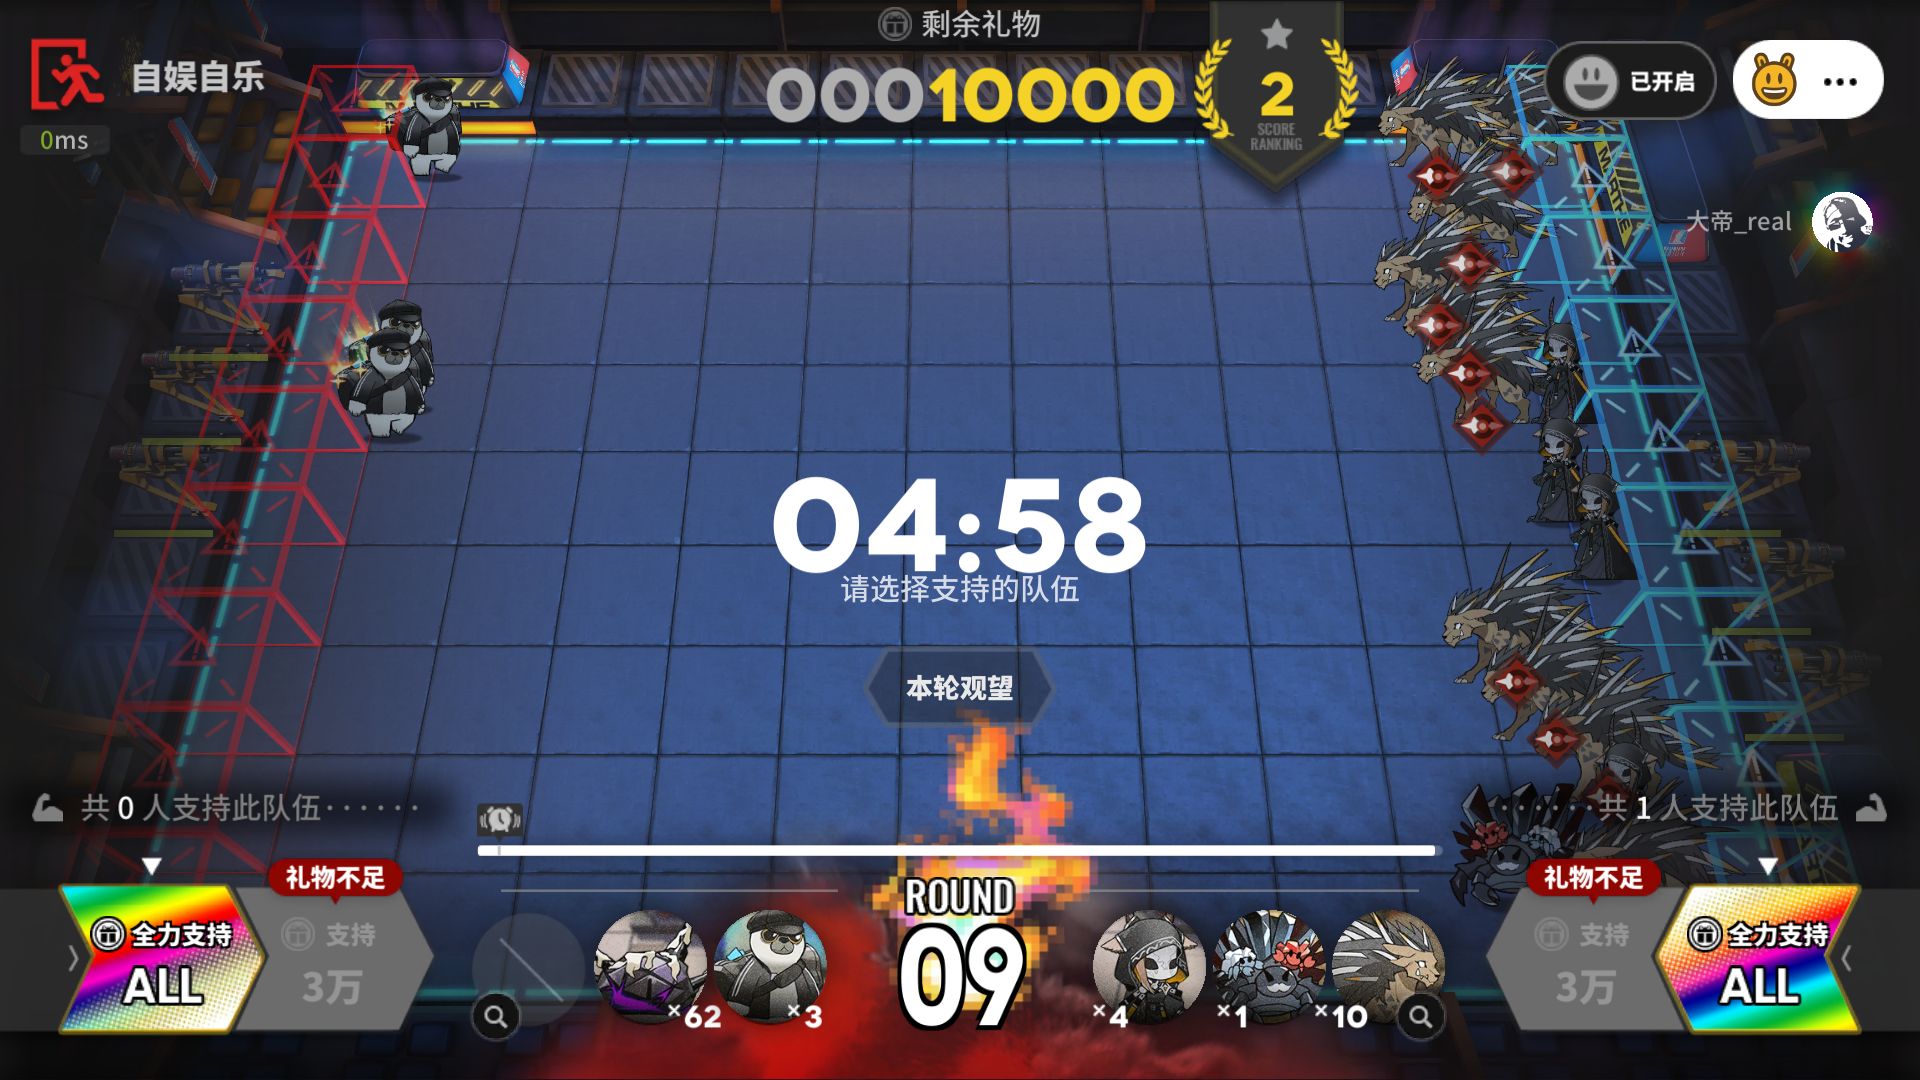 剩余礼物
自娱自乐
00010000
2
SCORE
RANKING
已开启
0ms
大帝_real
04:58
请选择支持的队伍
本轮观望
共 0 人支持此队伍······
······共 1 人支持此队伍
礼物不足
礼物不足
全力支持
ALL
支持
3万
×62
×3
ROUND
09
×4
×1
×10
支持
3万
全力支持
ALL